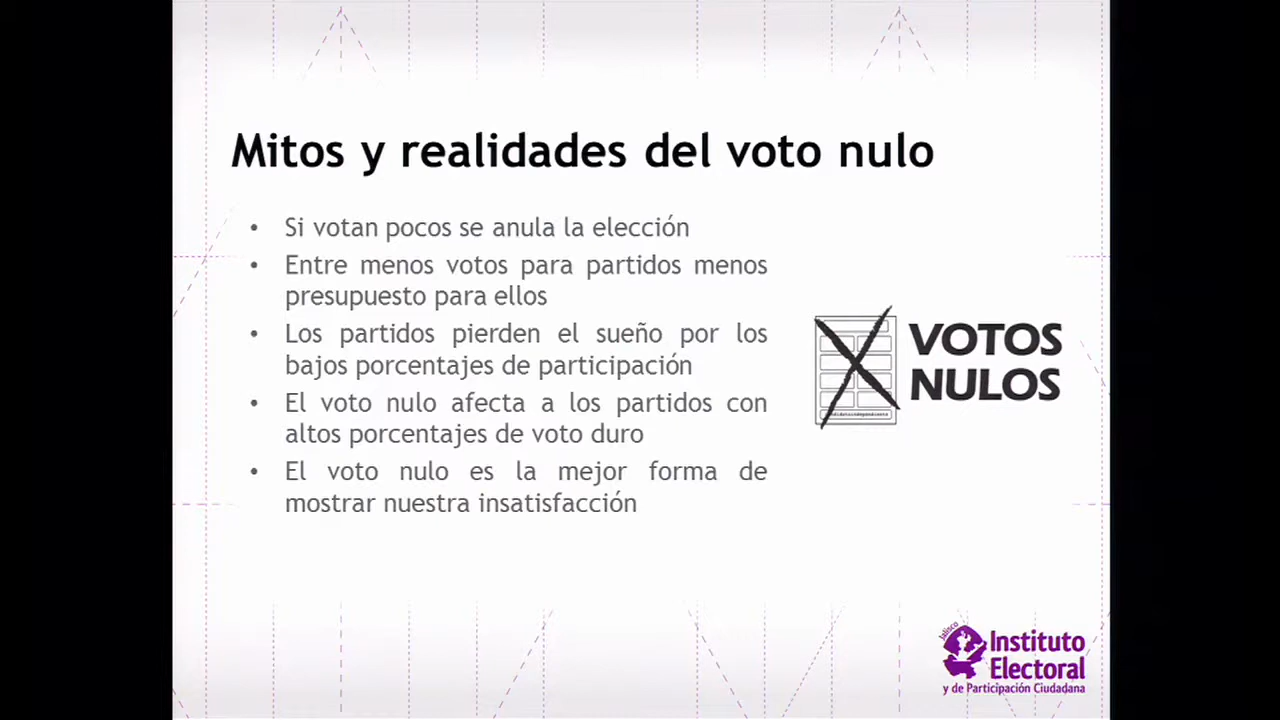 Mitos y realidades del voto nulo
• Si votan pocos se anula la elección
• Entre menos votos para partidos menos
presupuesto para ellos
• Los partidos pierden el sueño por los
bajos porcentajes de participación
• El voto nulo afecta a los partidos con
altos porcentajes de voto duro
• El voto nulo es la mejor forma de
mostrar nuestra insatisfacción
VOTOS
NULOS
Jalisco
Instituto
Electoral
y de Participación Ciudadana